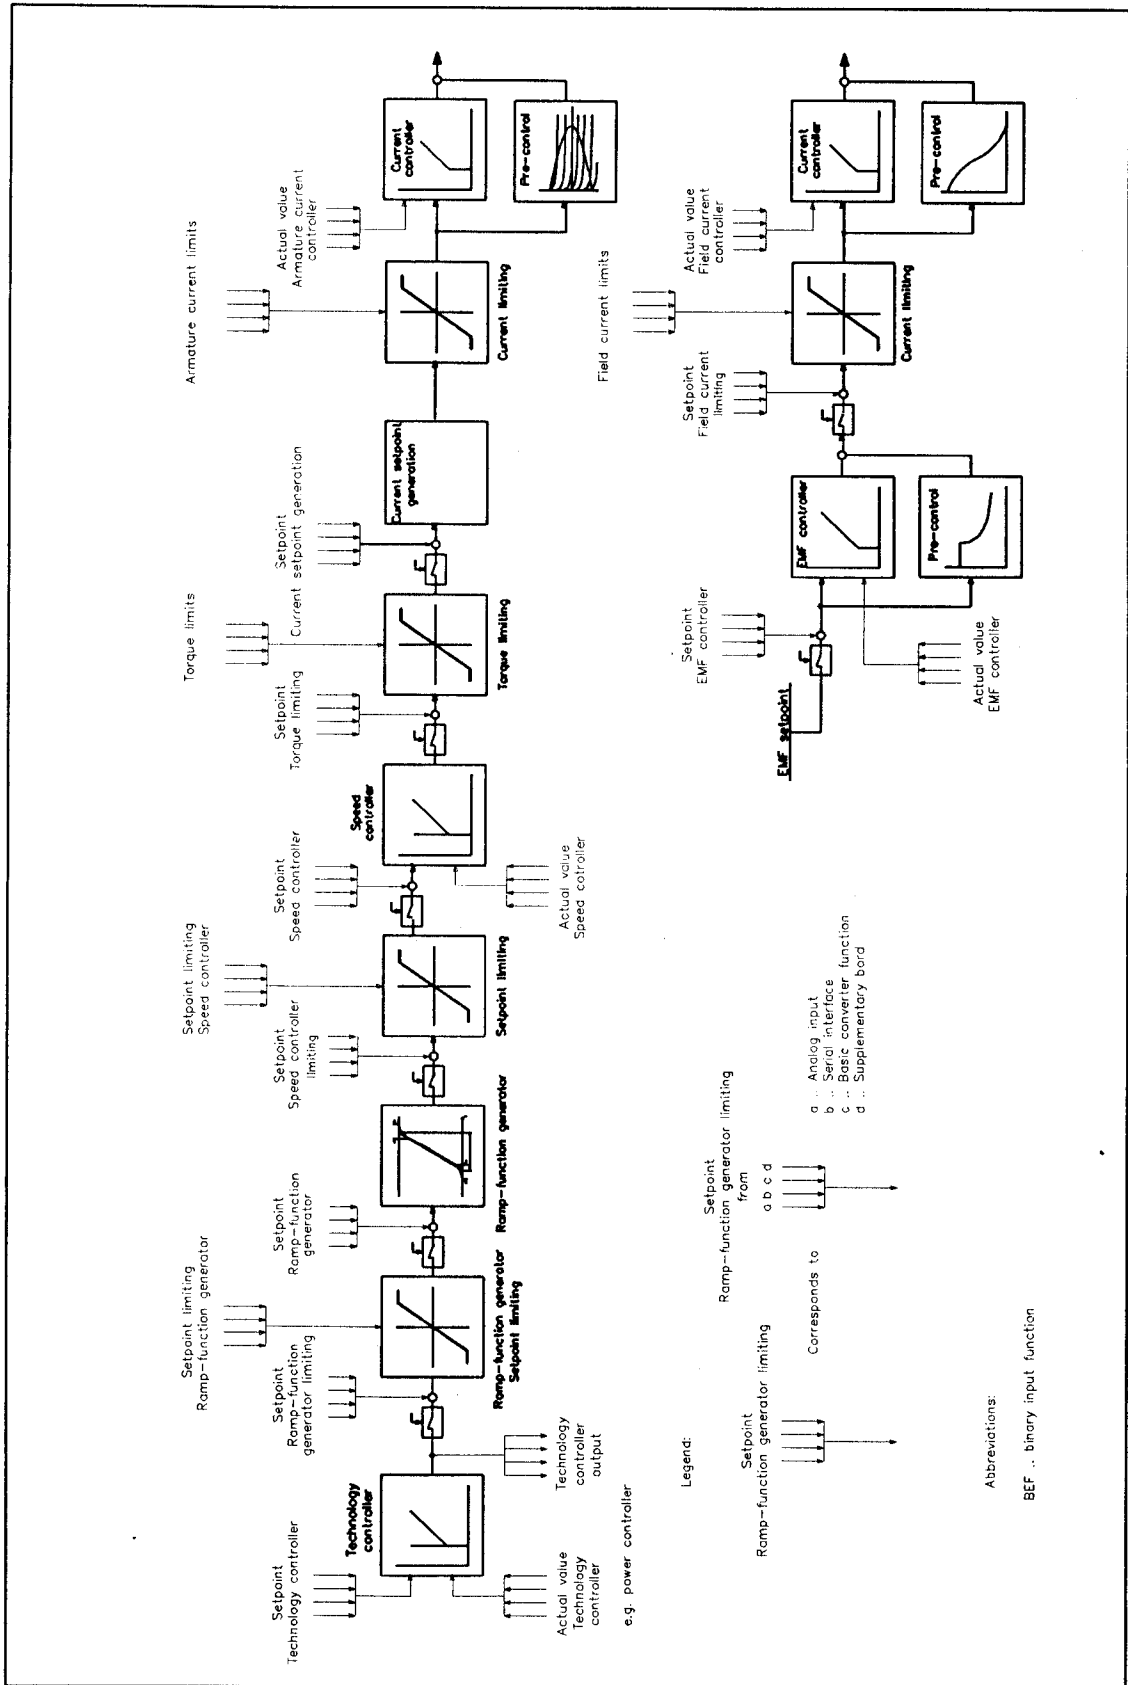 Setpoint
Technology controller
Actual value
Technology
controller
e.g. power controller
Technology
controller
Technology
controller
output
Setpoint
Ramp-function
generator limiting
Setpoint limiting
Ramp-function generator
Ramp-function generator
Setpoint limiting
Setpoint
Ramp-function
generator
Ramp-function generator
Setpoint
Speed controller
limiting
Setpoint limiting
Speed controller
Setpoint limiting
Setpoint
Speed controller
Actual value
Speed cotroller
Speed
controller
Setpoint
Torque limiting
Torque limits
Torque limiting
Setpoint
Current setpoint generation
Current setpoint
generation
Armature current limits
Current limiting
Actual value
Armature current
controller
Current
controller
Pre-control
EMF setpoint
Setpoint
EMF controller
Actual value
EMF controller
EMF controller
Pre-control
Setpoint
Field current
limiting
Field current limits
Current limiting
Actual value
Field current
controller
Current
controller
Pre-control
Legend:
Setpoint
Ramp-function generator limiting
Corresponds to
Setpoint
Ramp-function generator limiting
from
a b c d
a .. Analog input
b .. Serial interface
c .. Basic converter function
d .. Supplementary bord
Abbreviations:
BEF .. binary input function